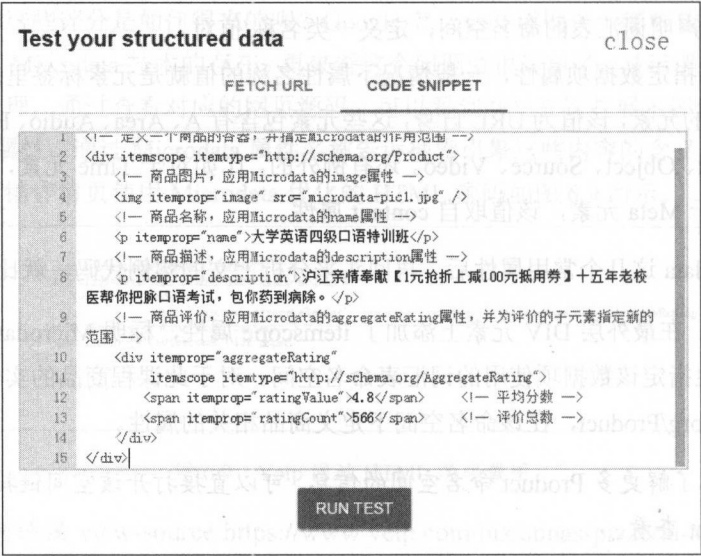 Test your structured data
close
FETCH URL CODE SNIPPET
1 <!-- 定义一个商品的容器，并指定Microdata的作用范围 -->
2 <div itemscope itemtype="http://schema.org/Product">
3 <!-- 商品图片，应用Microdata的image属性 -->
4 <img itemprop="image" src="microdata-pic1.jpg" />
5 <!-- 商品名称，应用Microdata的name属性 -->
6 <p itemprop="name">大学英语四级口语特训班</p>
7 <!-- 商品描述，应用Microdata的description属性 -->
8 <p itemprop="description">沪江亲情奉献【1元抢折上减100元抵用券】十五年老校
医帮你把脉口语考试，包你药到病除。</p>
9 <!-- 商品评价，应用Microdata的aggregateRating属性，并为评价的子元素指定新的
范围 -->
10 <div itemprop="aggregateRating"
11 itemscope itemtype="http://schema.org/AggregateRating">
12 <span itemprop="ratingValue">4.8</span> <!-- 平均分数 -->
13 <span itemprop="ratingCount">566</span> <!-- 评价总数 -->
14 </div>
15 </div>
RUN TEST